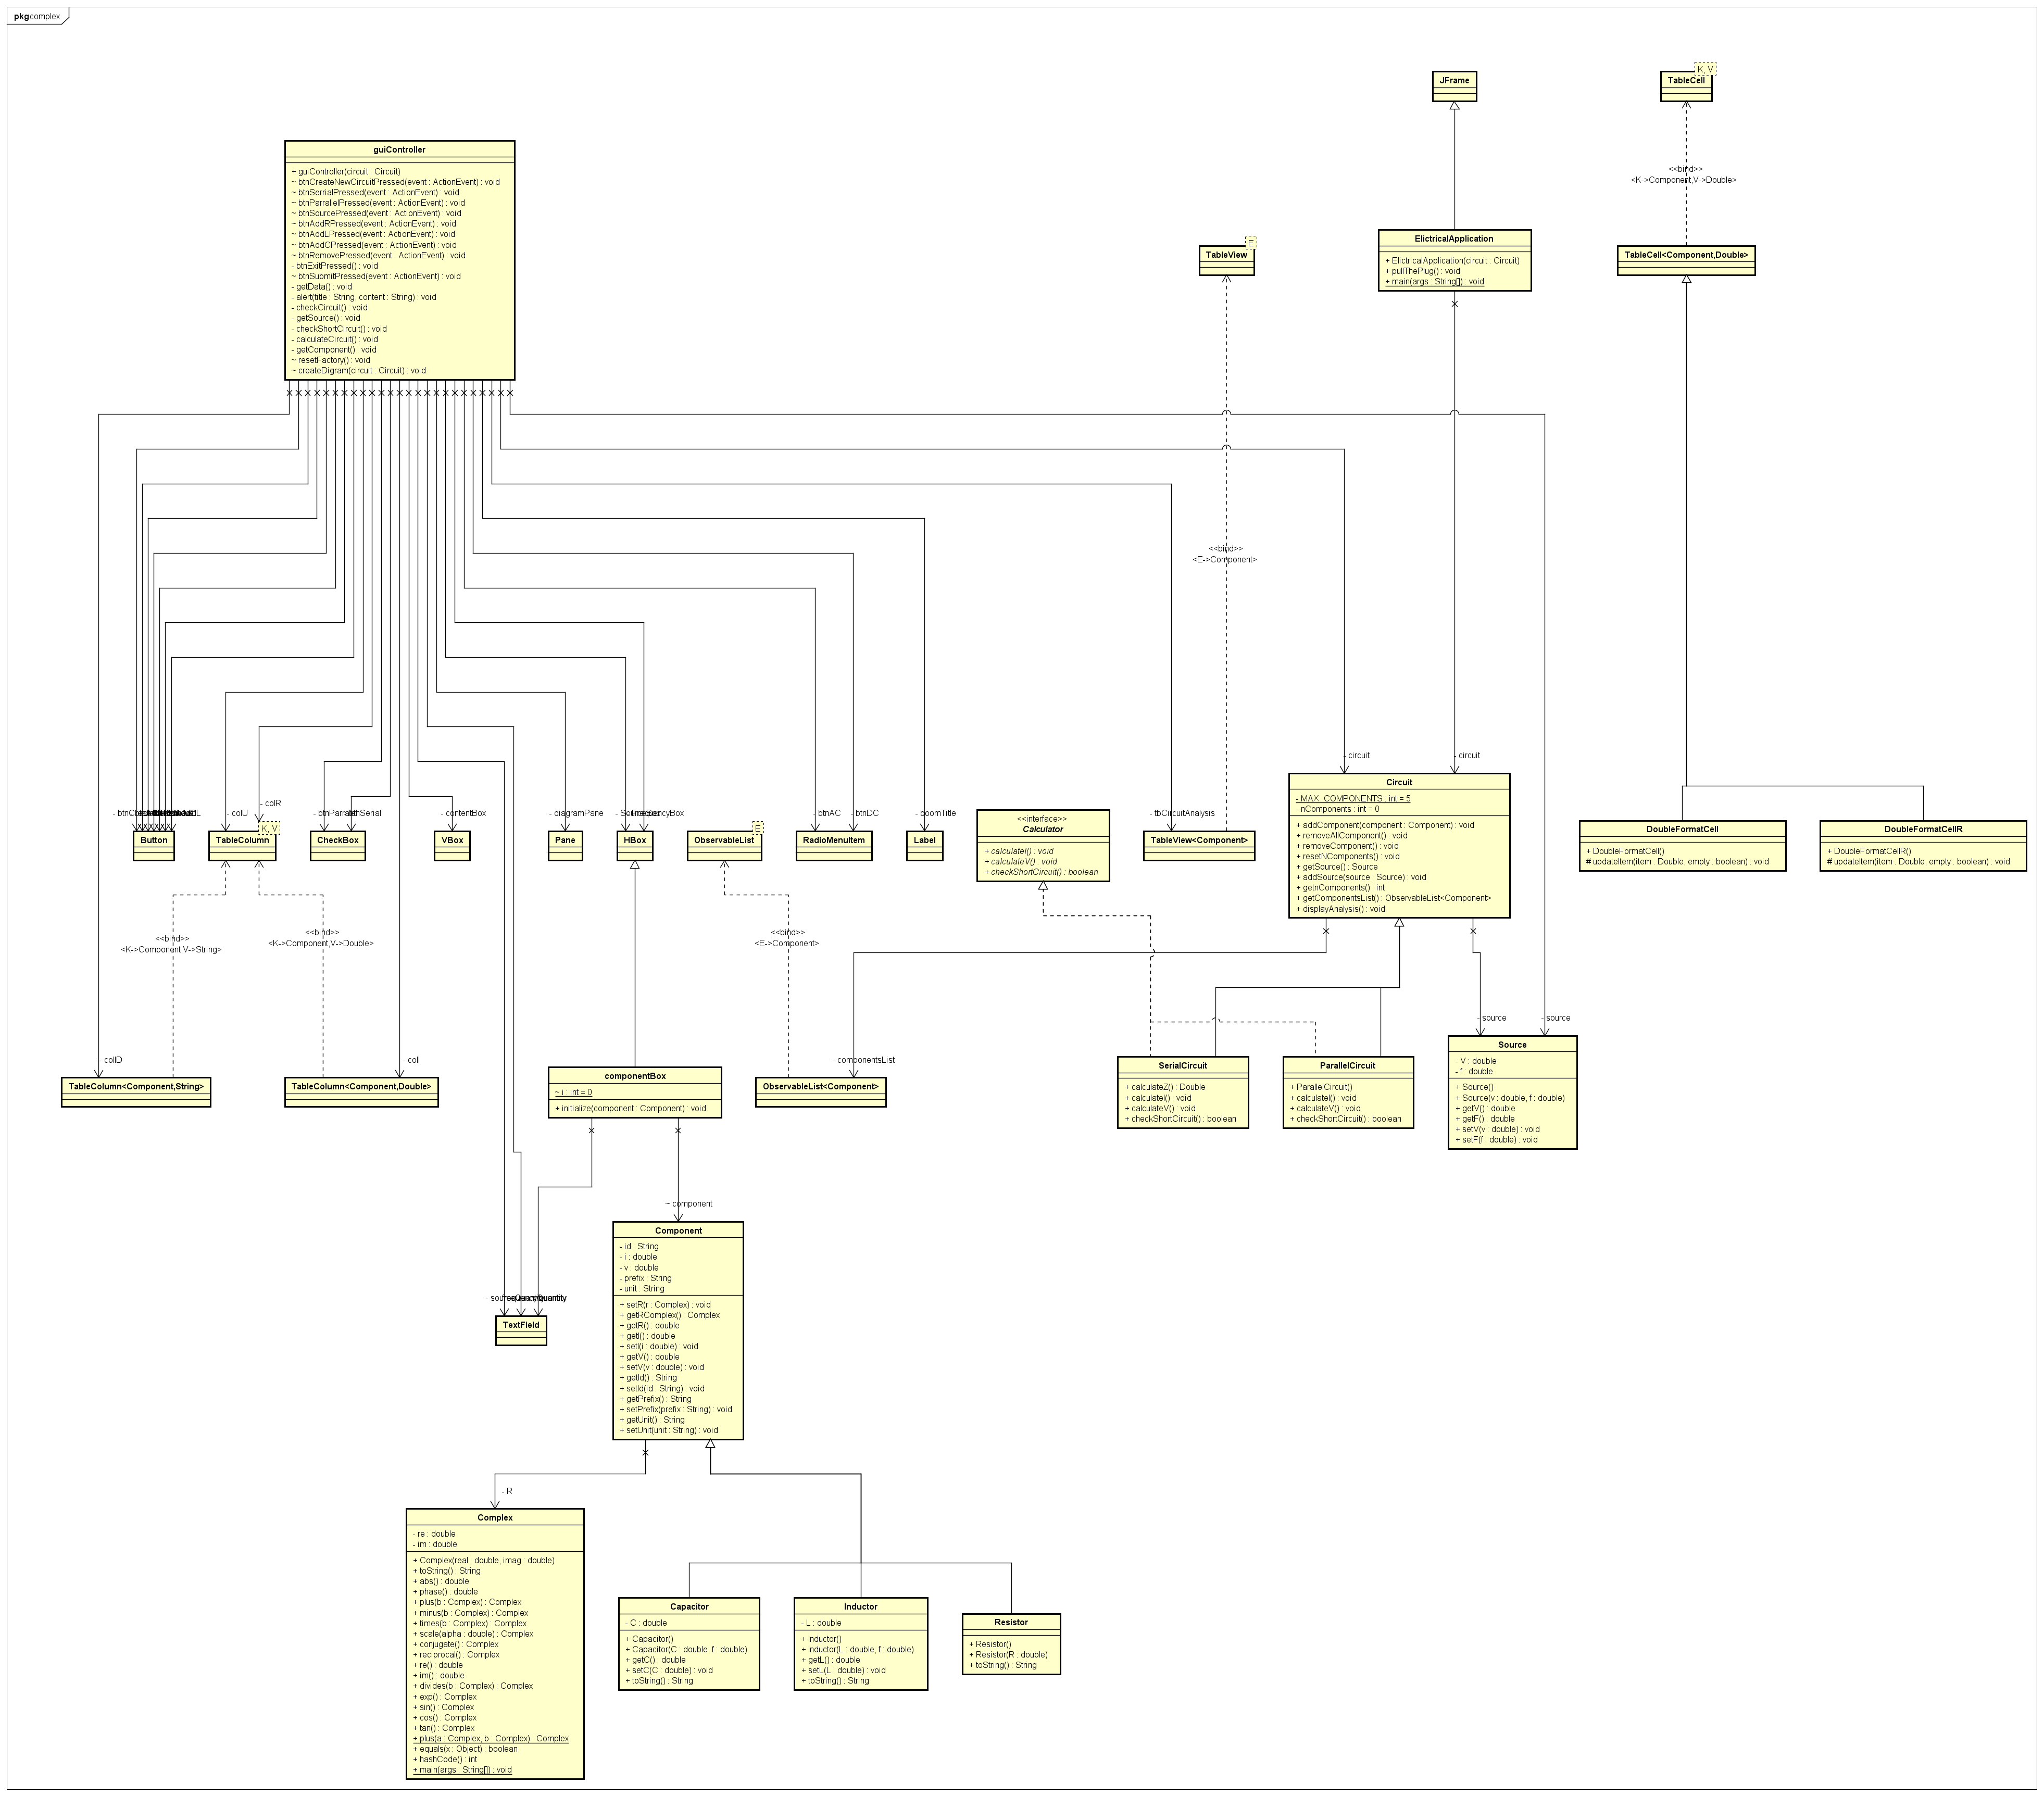 pkg complex
JFrame
K, V
TableCell
guiController
+ guiController(circuit : Circuit)
~ btnCreateNewCircuitPressed(event : ActionEvent) : void
~ btnSerrialPressed(event : ActionEvent) : void
~ btnParrallelPressed(event : ActionEvent) : void
~ btnSourcePressed(event : ActionEvent) : void
~ btnAddRPressed(event : ActionEvent) : void
~ btnAddLPressed(event : ActionEvent) : void
~ btnAddCPressed(event : ActionEvent) : void
~ btnRemovePressed(event : ActionEvent) : void
- btnExitPressed() : void
~ btnSubmitPressed(event : ActionEvent) : void
- getData() : void
- alert(title : String, content : String) : void
- checkCircuit() : void
- getSource() : void
- checkShortCircuit() : void
- calculateCircuit() : void
- getComponent() : void
~ resetFactory() : void
~ createDigram(circuit : Circuit) : void
<<bind>>
<K->Component,V->Double>
E
TableView
ElictricalApplication
+ ElictricalApplication(circuit : Circuit)
+ pullThePlug() : void
+ main(args : String[]) : void
TableCell<Component,Double>
<<bind>>
<E->Component>
- circuit
- circuit
- colR
- colU
- contentBox
- diagramPane
- btnAC
- btnDC
- boomTitle
- tbCircuitAnalysis
Button
K, V
TableColumn
CheckBox
VBox
Pane
HBox
E
ObservableList
RadioMenuItem
Label
<<interface>>
Calculator
+ calculateI() : void
+ calculateV() : void
+ checkShortCircuit() : boolean
TableView<Component>
Circuit
- MAX_COMPONENTS : int = 5
- nComponents : int = 0
+ addComponent(component : Component) : void
+ removeAllComponent() : void
+ removeComponent() : void
+ resetNComponents() : void
+ getSource() : Source
+ addSource(source : Source) : void
+ getnComponents() : int
+ getComponentsList() : ObservableList<Component>
+ displayAnalysis() : void
DoubleFormatCell
+ DoubleFormatCell()
# updateItem(item : Double, empty : boolean) : void
DoubleFormatCellR
+ DoubleFormatCellR()
# updateItem(item : Double, empty : boolean) : void
<<bind>>
<K->Component,V->String>
<<bind>>
<K->Component,V->Double>
<<bind>>
<E->Component>
- source
- source
- colID
- colI
- componentsList
TableColumn<Component,String>
TableColumn<Component,Double>
componentBox
~ i : int = 0
+ initialize(component : Component) : void
ObservableList<Component>
SerialCircuit
+ calculateZ() : Double
+ calculateI() : void
+ calculateV() : void
+ checkShortCircuit() : boolean
ParallelCircuit
+ ParallelCircuit()
+ calculateI() : void
+ calculateV() : void
+ checkShortCircuit() : boolean
Source
- V : double
- f : double
+ Source()
+ Source(v : double, f : double)
+ getV() : double
+ getF() : double
+ setV(v : double) : void
+ setF(f : double) : void
~ component
TextField
Component
- id : String
- i : double
- v : double
- prefix : String
- unit : String
+ setR(r : Complex) : void
+ getRComplex() : Complex
+ getR() : double
+ getI() : double
+ setI(i : double) : void
+ getV() : double
+ setV(v : double) : void
+ getId() : String
+ setId(id : String) : void
+ getPrefix() : String
+ setPrefix(prefix : String) : void
+ getUnit() : String
+ setUnit(unit : String) : void
- R
Complex
- re : double
- im : double
+ Complex(real : double, imag : double)
+ toString() : String
+ abs() : double
+ phase() : double
+ plus(b : Complex) : Complex
+ minus(b : Complex) : Complex
+ times(b : Complex) : Complex
+ scale(alpha : double) : Complex
+ conjugate() : Complex
+ reciprocal() : Complex
+ re() : double
+ im() : double
+ divides(b : Complex) : Complex
+ exp() : Complex
+ sin() : Complex
+ cos() : Complex
+ tan() : Complex
+ plus(a : Complex, b : Complex) : Complex
+ equals(x : Object) : boolean
+ hashCode() : int
+ main(args : String[]) : void
Capacitor
- C : double
+ Capacitor()
+ Capacitor(C : double, f : double)
+ getC() : double
+ setC(C : double) : void
+ toString() : String
Inductor
- L : double
+ Inductor()
+ Inductor(L : double, f : double)
+ getL() : double
+ setL(L : double) : void
+ toString() : String
Resistor
+ Resistor()
+ Resistor(R : double)
+ toString() : String